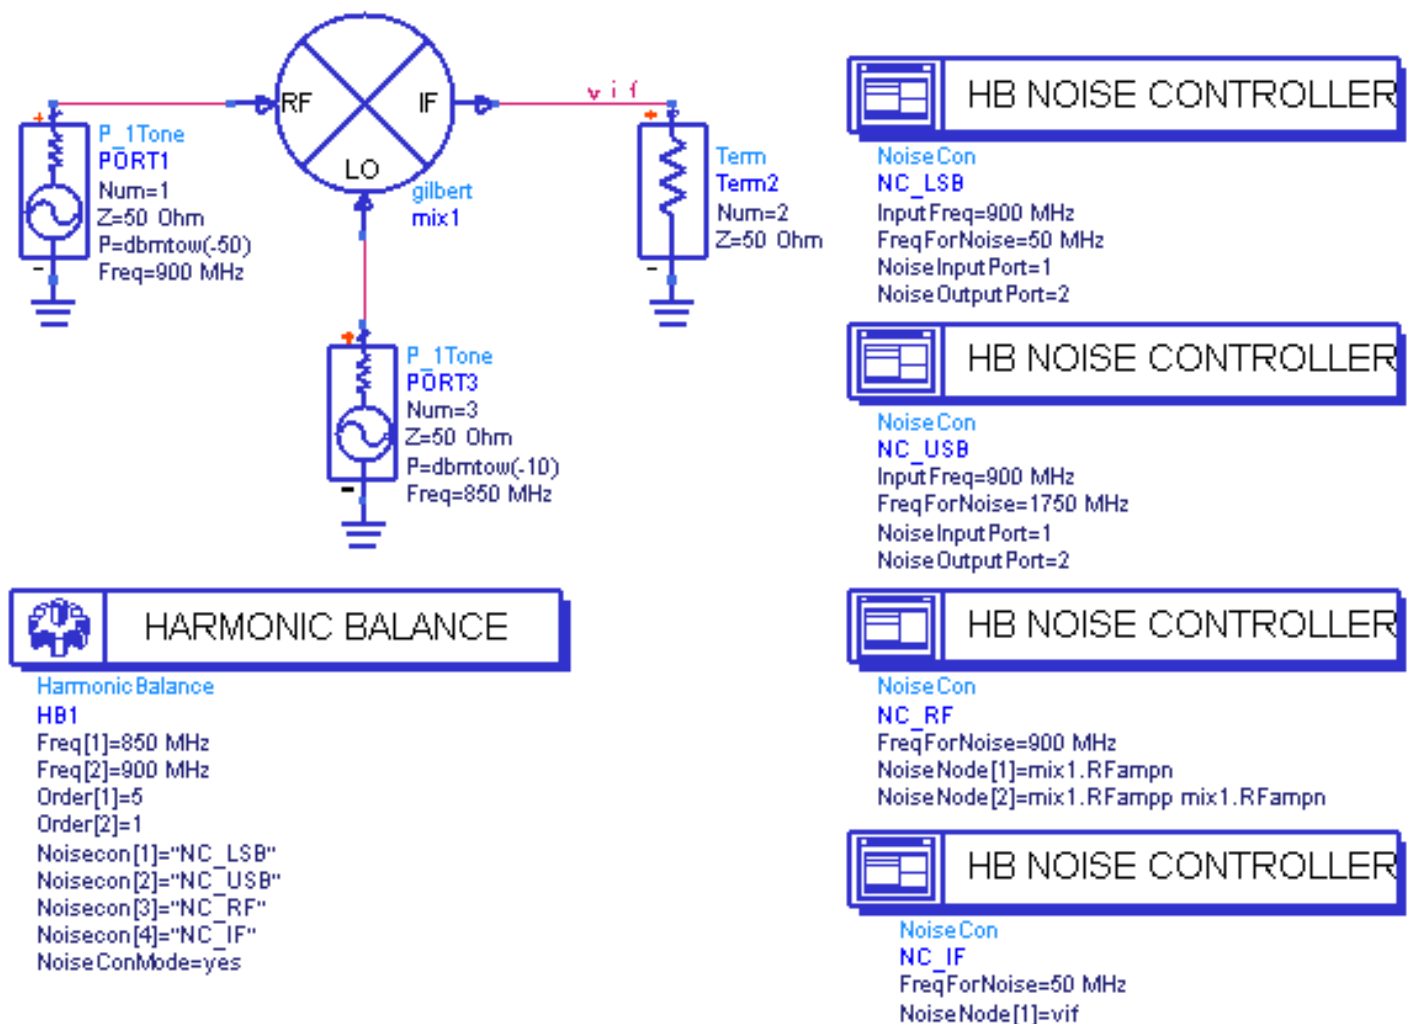 RF
IF
LO
gilbert
mix1
vif
+
P_1Tone
PORT1
Num=1
Z=50 Ohm
P=dbmtow(-50)
Freq=900 MHz
-
+
Term
Term2
Num=2
Z=50 Ohm
-
+
P_1Tone
PORT3
Num=3
Z=50 Ohm
P=dbmtow(-10)
Freq=850 MHz
-
HARMONIC BALANCE
HarmonicBalance
HB1
Freq[1]=850 MHz
Freq[2]=900 MHz
Order[1]=5
Order[2]=1
Noisecon[1]="NC_LSB"
Noisecon[2]="NC_USB"
Noisecon[3]="NC_RF"
Noisecon[4]="NC_IF"
NoiseConMode=yes
HB NOISE CONTROLLER
NoiseCon
NC_LSB
InputFreq=900 MHz
FreqForNoise=50 MHz
NoiseInputPort=1
NoiseOutputPort=2
HB NOISE CONTROLLER
NoiseCon
NC_USB
InputFreq=900 MHz
FreqForNoise=1750 MHz
NoiseInputPort=1
NoiseOutputPort=2
HB NOISE CONTROLLER
NoiseCon
NC_RF
FreqForNoise=900 MHz
NoiseNode[1]=mix1.RFampn
NoiseNode[2]=mix1.RFampp mix1.RFampn
HB NOISE CONTROLLER
NoiseCon
NC_IF
FreqForNoise=50 MHz
NoiseNode[1]=vif